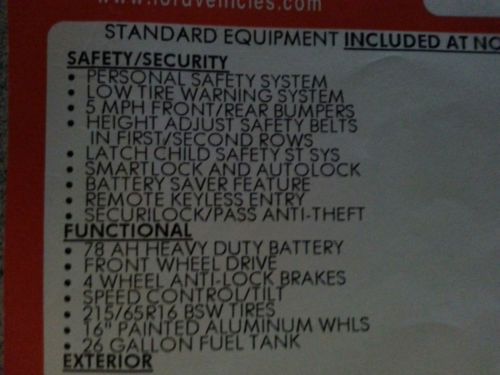 www.fordvehicles.com
STANDARD EQUIPMENT INCLUDED AT NO
SAFETY/SECURITY
• PERSONAL SAFETY SYSTEM
• LOW TIRE WARNING SYSTEM
• 5 MPH FRONT/REAR BUMPERS
• HEIGHT ADJUST SAFETY BELTS
IN FIRST/SECOND ROWS
• LATCH CHILD SAFETY ST SYS
• SMARTLOCK AND AUTOLOCK
• BATTERY SAVER FEATURE
• REMOTE KEYLESS ENTRY
• SECURILOCK/PASS ANTI-THEFT
FUNCTIONAL
• 78 AH HEAVY DUTY BATTERY
• FRONT WHEEL DRIVE
• 4 WHEEL ANTI-LOCK BRAKES
• SPEED CONTROL/TILT
• 215/65R16 BSW TIRES
• 16" PAINTED ALUMINUM WHLS
• 26 GALLON FUEL TANK
EXTERIOR